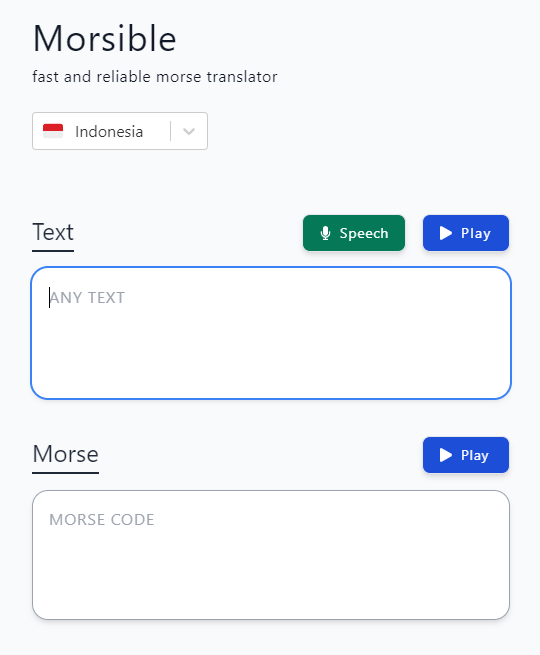 Morsible
fast and reliable morse translator
Indonesia
Text
Speech
Play
ANY TEXT
Morse
Play
MORSE CODE